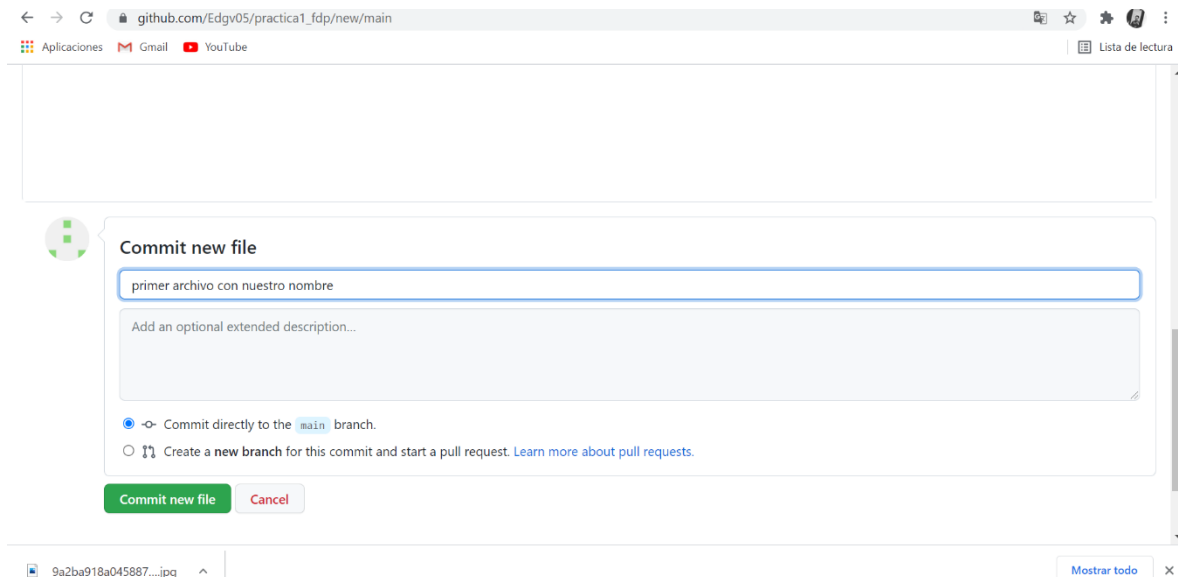 github.com/Edgv05/practica1_fdp/new/main
Aplicaciones Gmail YouTube Lista de lectura
Commit new file
primer archivo con nuestro nombre
Add an optional extended description...
Commit directly to the main branch.
Create a new branch for this commit and start a pull request. Learn more about pull requests.
Commit new file Cancel
9a2ba918a045887....jpg Mostrar todo